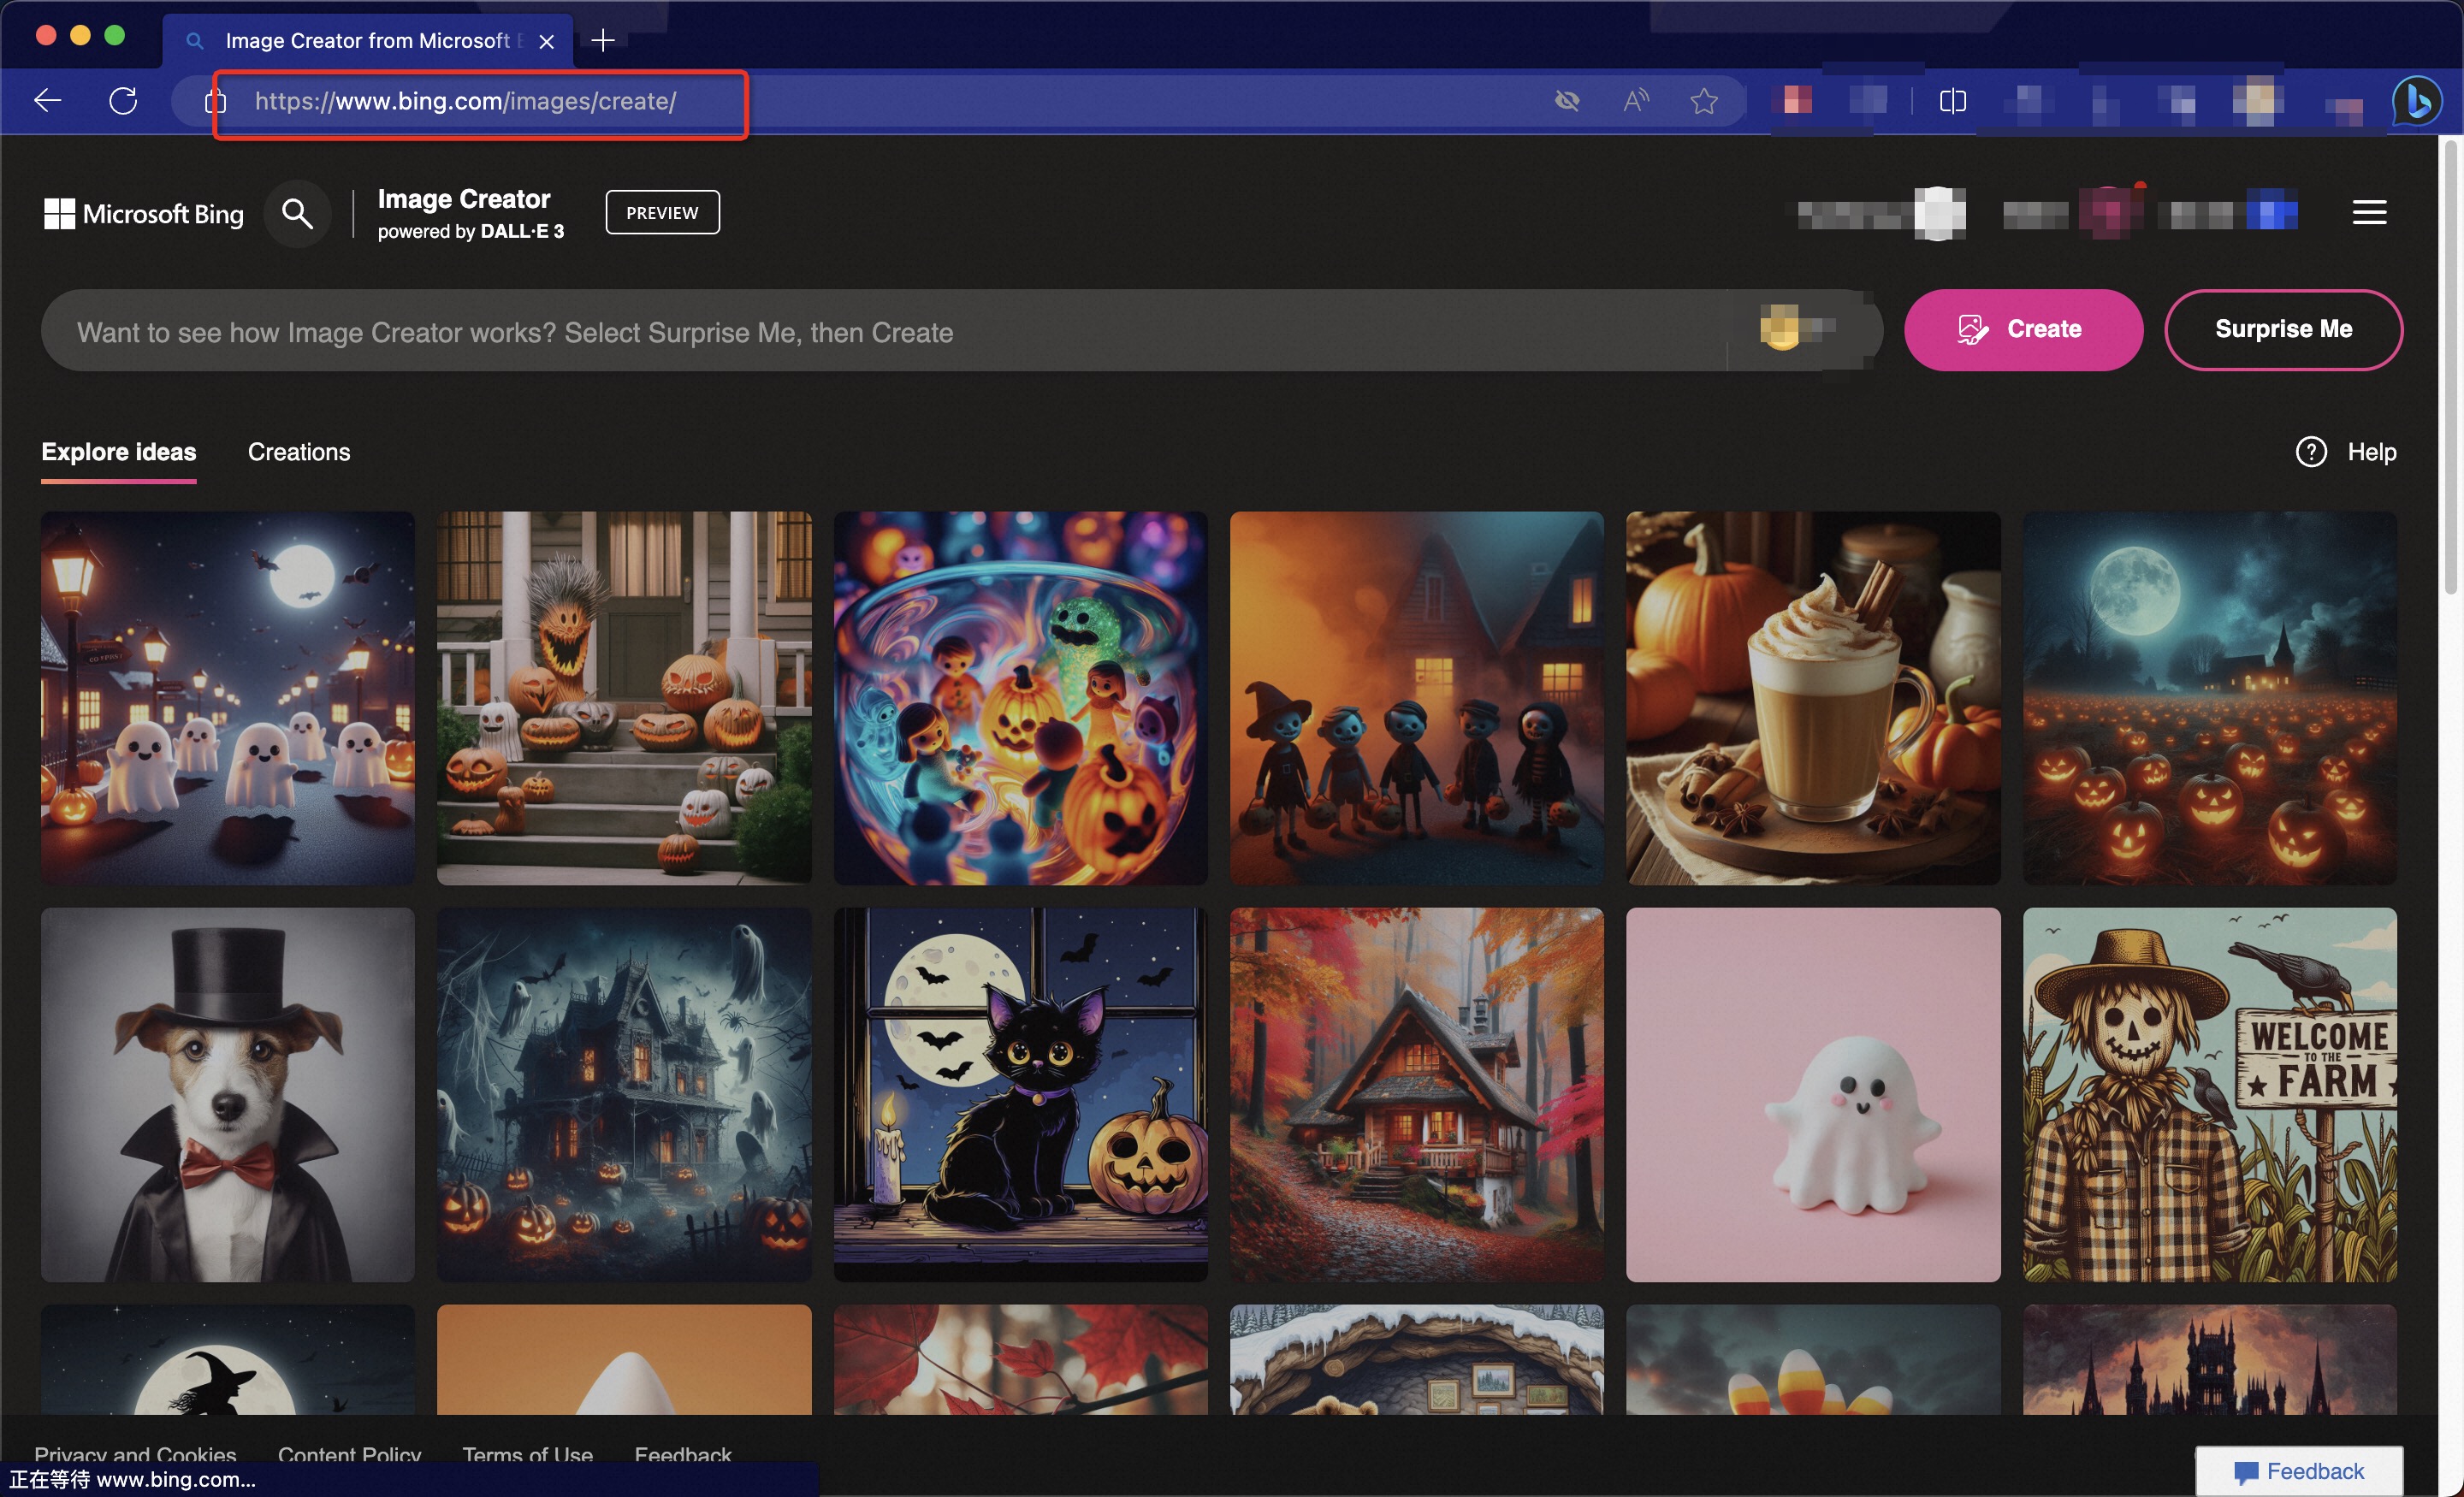 Image Creator from Microsoft
https://www.bing.com/images/create/
Microsoft Bing
Image Creator
powered by DALL·E 3
PREVIEW
Want to see how Image Creator works? Select Surprise Me, then Create
Create
Surprise Me
Explore ideas
Creations
Help
WELCOME
TO THE
FARM
Privacy and Cookies
Content Policy
Terms of Use
Feedback
正在等待 www.bing.com...
Feedback